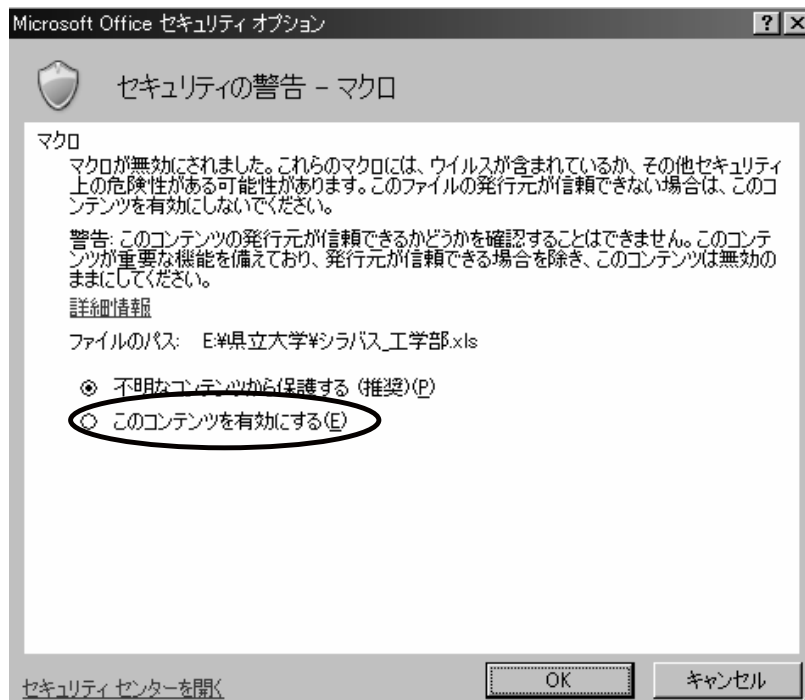 Microsoft Office セキュリティ オプション
セキュリティの警告 - マクロ
マクロ
マクロが無効にされました。これらのマクロには、ウイルスが含まれているか、その他セキュリティ
上の危険性がある可能性があります。このファイルの発行元が信頼できない場合は、このコ
ンテンツを有効にしないでください。
警告: このコンテンツの発行元が信頼できるかどうかを確認することはできません。このコンテ
ンツが重要な機能を備えており、発行元が信頼できる場合を除き、このコンテンツは無効の
ままにしてください。
詳細情報
ファイルのパス: E:¥県立大学¥シラバス_工学部.xls
不明なコンテンツから保護する (推奨)(P)
このコンテンツを有効にする(E)
セキュリティ センターを開く
OK
キャンセル